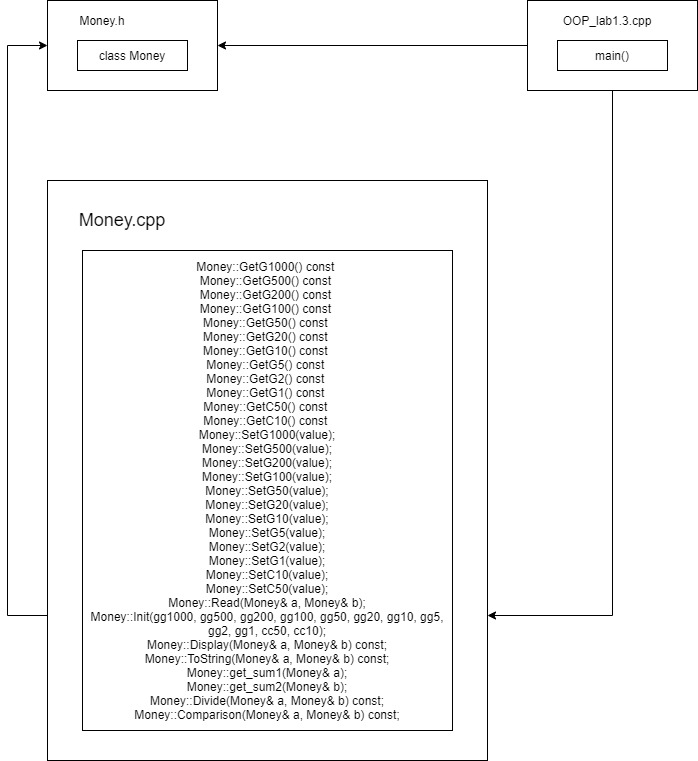 Money.h
class Money
OOP_lab1.3.cpp
main()
Money.cpp
Money::GetG1000() const
Money::GetG500() const
Money::GetG200() const
Money::GetG100() const
Money::GetG50() const
Money::GetG20() const
Money::GetG10() const
Money::GetG5() const
Money::GetG2() const
Money::GetG1() const
Money::GetC50() const
Money::GetC10() const
Money::SetG1000(value);
Money::SetG500(value);
Money::SetG200(value);
Money::SetG100(value);
Money::SetG50(value);
Money::SetG20(value);
Money::SetG10(value);
Money::SetG5(value);
Money::SetG2(value);
Money::SetG1(value);
Money::SetC10(value);
Money::SetC50(value);
Money::Read(Money& a, Money& b);
Money::Init(gg1000, gg500, gg200, gg100, gg50, gg20, gg10, gg5,
gg2, gg1, cc50, cc10);
Money::Display(Money& a, Money& b) const;
Money::ToString(Money& a, Money& b) const;
Money::get_sum1(Money& a);
Money::get_sum2(Money& b);
Money::Divide(Money& a, Money& b) const;
Money::Comparison(Money& a, Money& b) const;